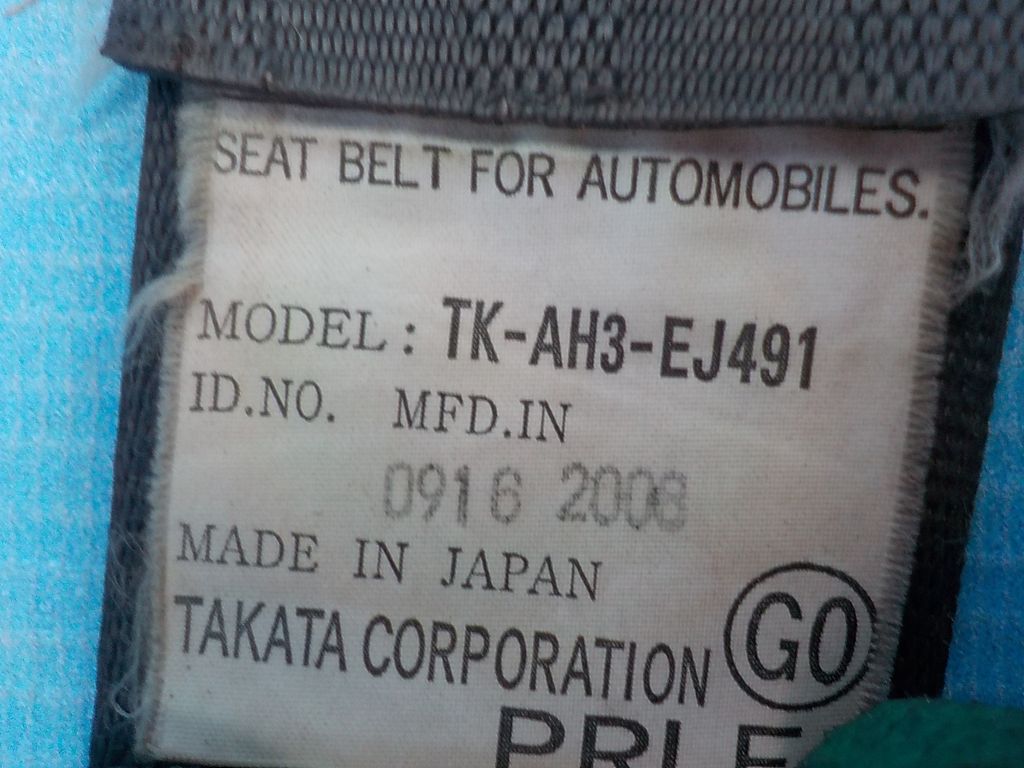 SEAT BELT FOR AUTOMOBILES.
MODEL: TK-AH3-EJ491
ID.NO. MFD.IN
0916 2008
MADE IN JAPAN
TAKATA CORPORATION GO